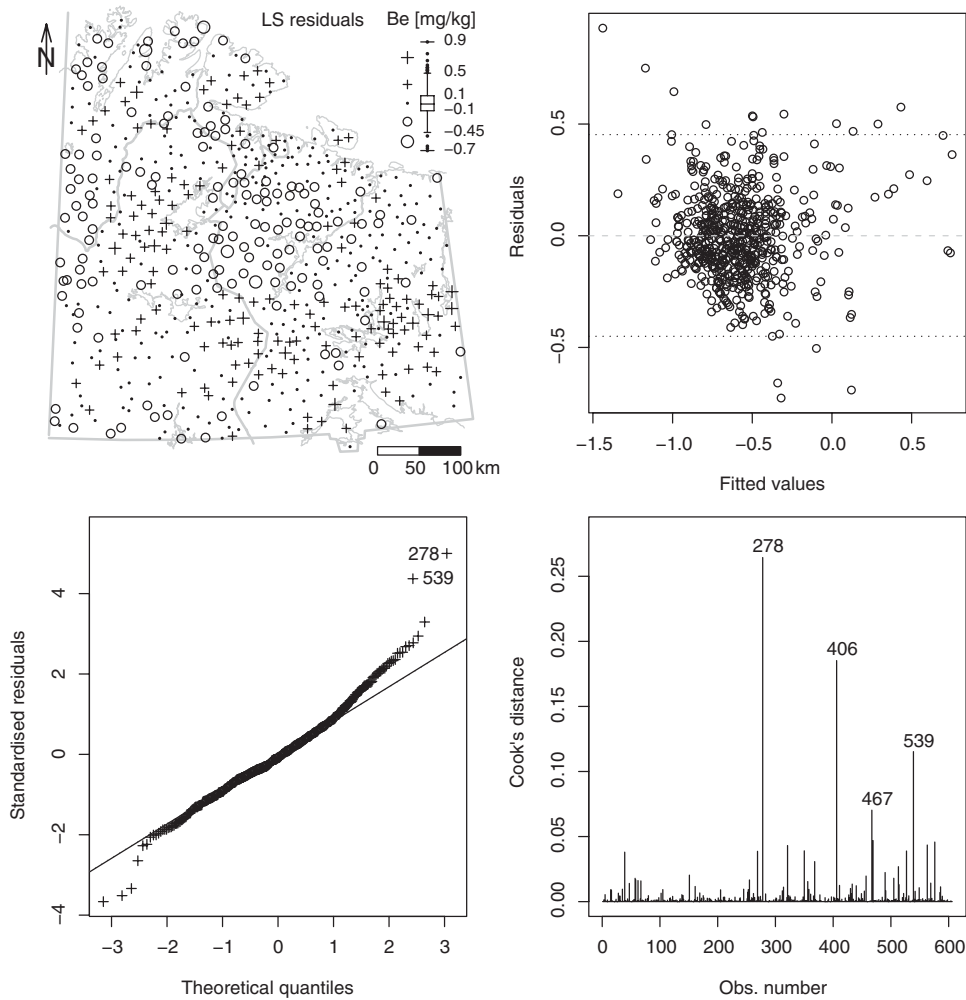 LS residuals
Be [mg/kg]
N
0.9
0.5
0.1
−0.1
−0.45
−0.7
0 50 100 km
Residuals
0.5
0.0
−0.5
−1.5 −1.0 −0.5 0.0 0.5
Fitted values
Standardised residuals
4
2
0
−2
−4
278
539
−3 −2 −1 0 1 2 3
Theoretical quantiles
Cook's distance
0.25
0.20
0.15
0.10
0.05
0.00
278
406
539
467
0 100 200 300 400 500 600
Obs. number